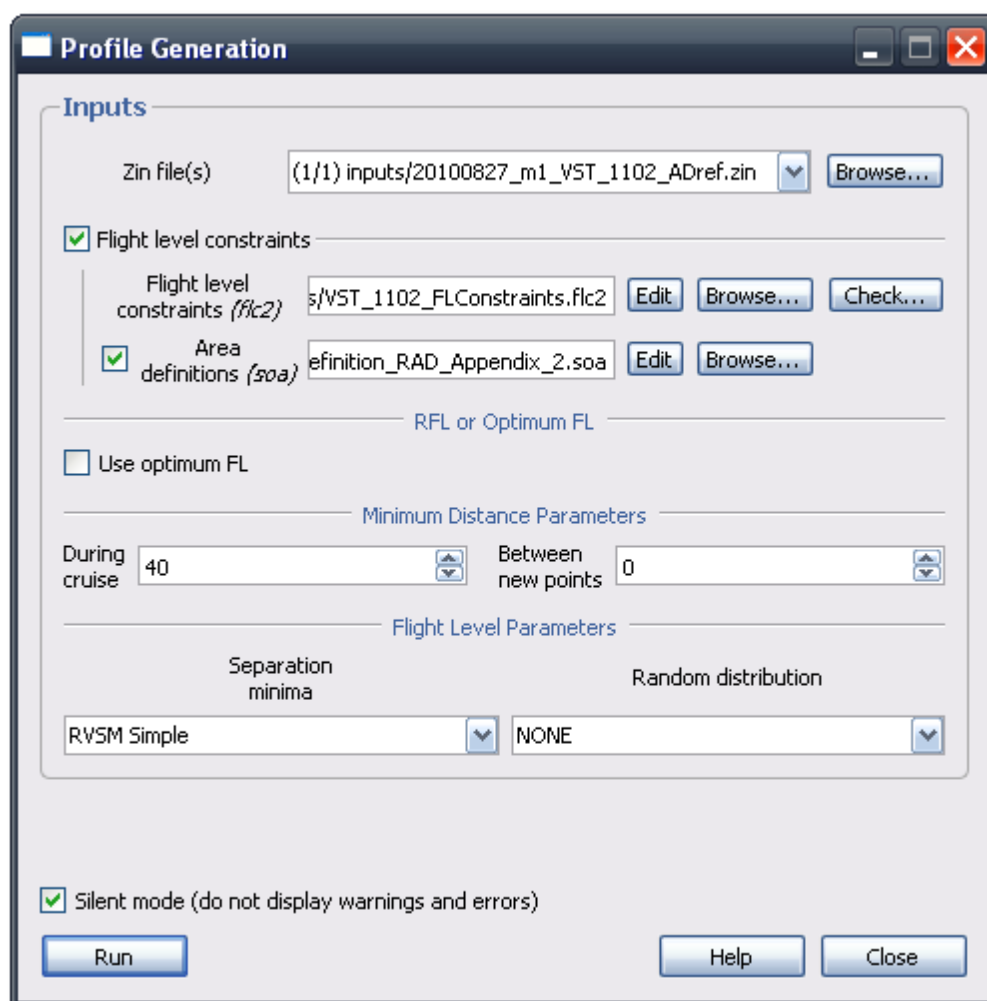 Profile Generation
Inputs
Zin file(s)
(1/1) inputs/20100827_m1_VST_1102_ADref.zin
Browse...
Flight level constraints
Flight level
constraints (flc2)
s/VST_1102_FLConstraints.flc2
Edit
Browse...
Check...
Area
definitions (soa)
efinition_RAD_Appendix_2.soa
Edit
Browse...
RFL or Optimum FL
Use optimum FL
Minimum Distance Parameters
During
cruise
40
Between
new points
0
Flight Level Parameters
Separation
minima
Random distribution
RVSM Simple
NONE
Silent mode (do not display warnings and errors)
Run
Help
Close